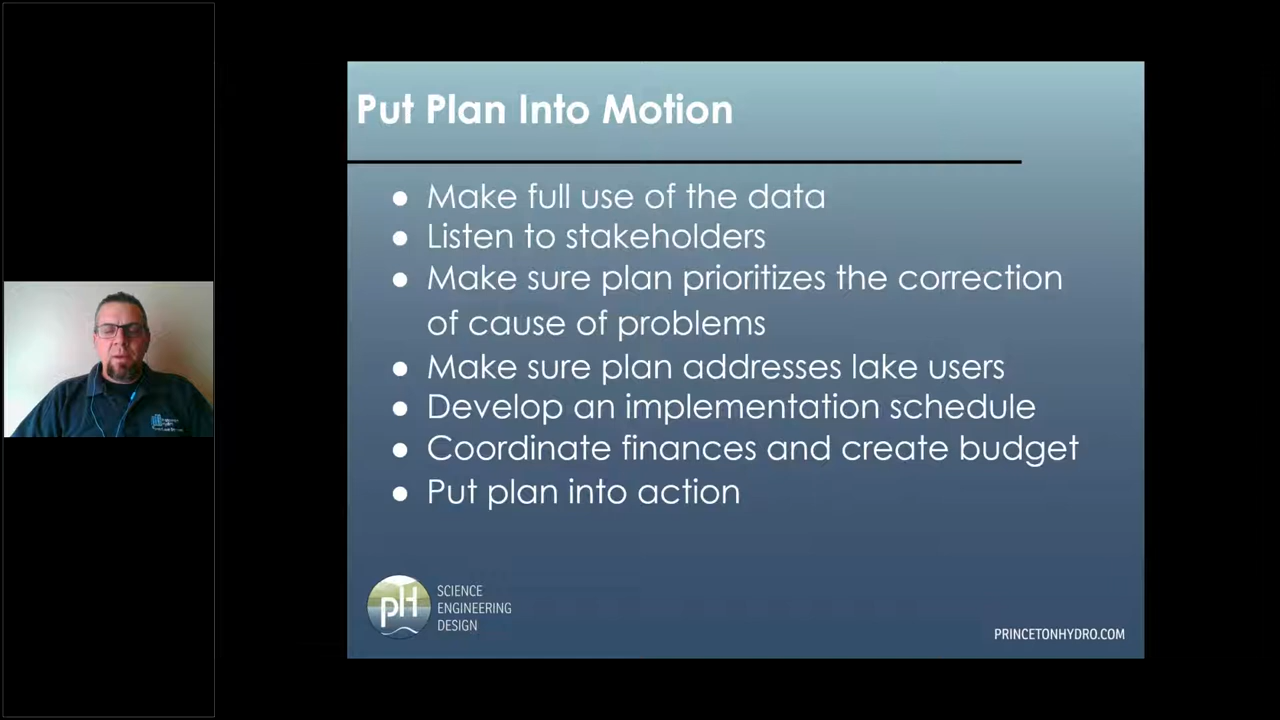 Put Plan Into Motion
● Make full use of the data
● Listen to stakeholders
● Make sure plan prioritizes the correction
of cause of problems
● Make sure plan addresses lake users
● Develop an implementation schedule
● Coordinate finances and create budget
● Put plan into action
pH
SCIENCE
ENGINEERING
DESIGN
PRINCETONHYDRO.COM